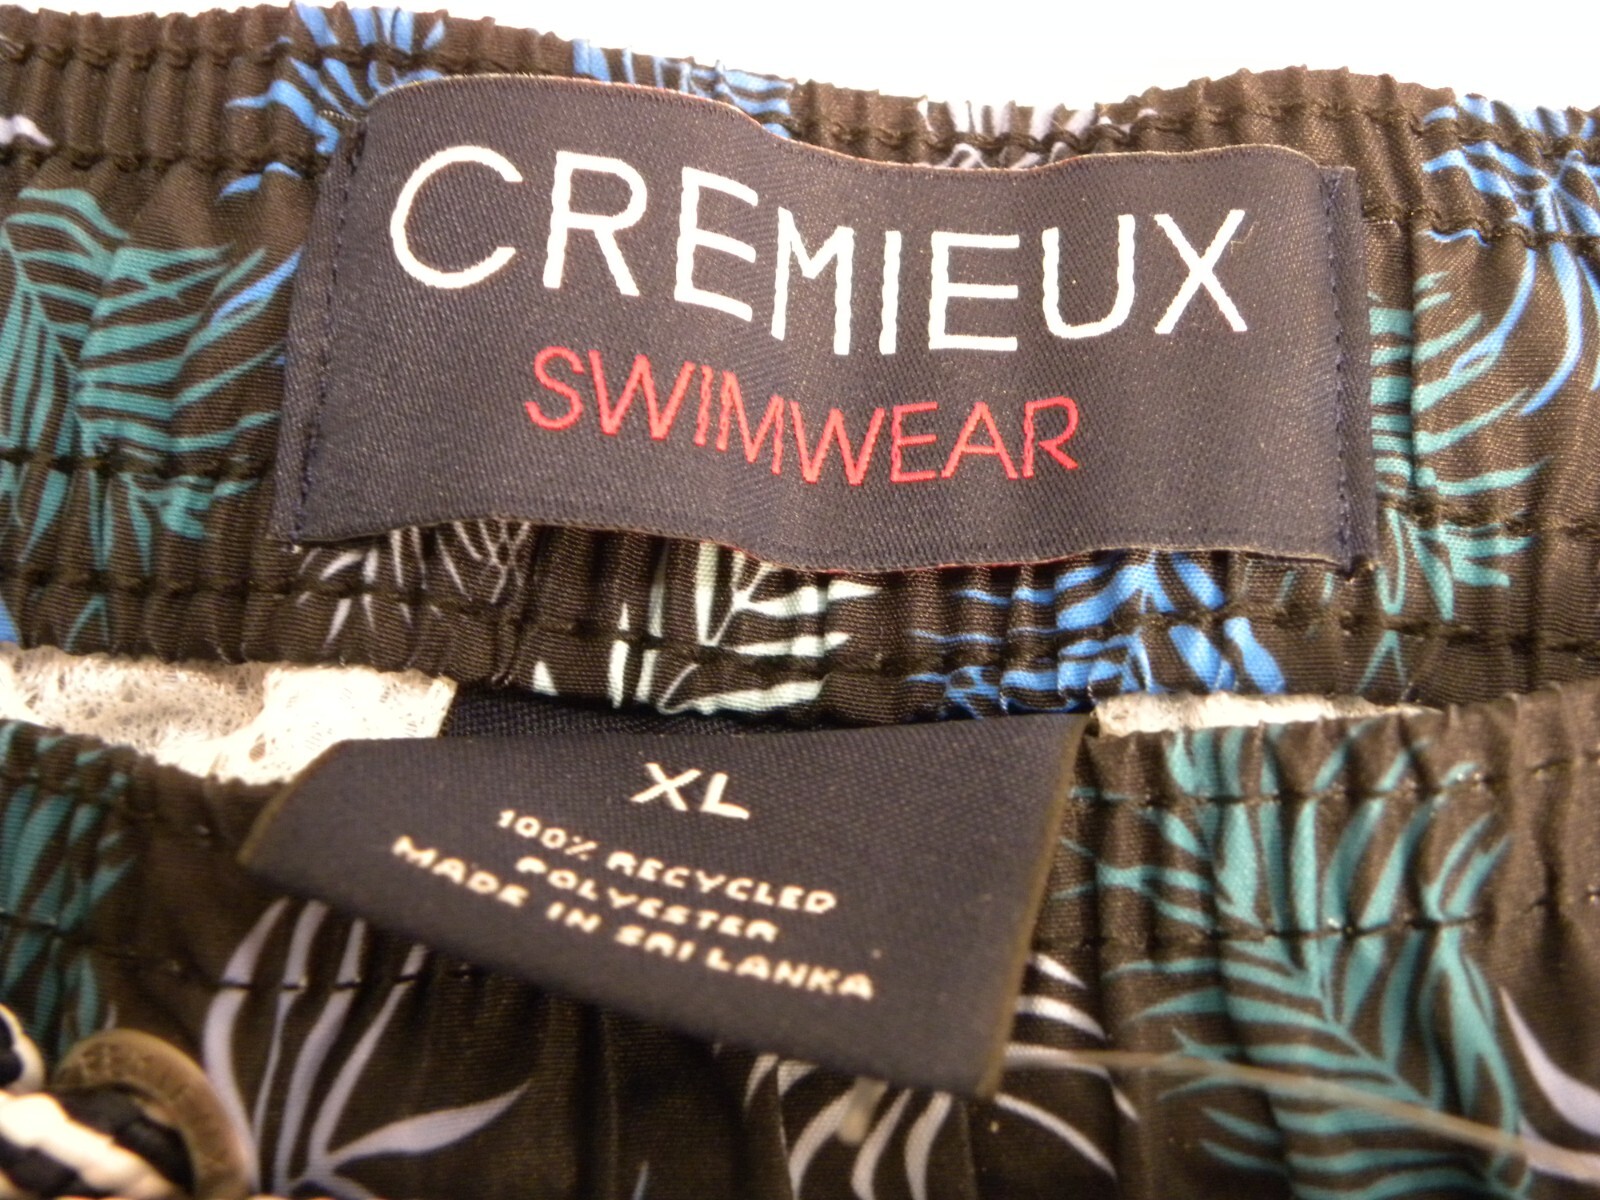 CREMIEUX
SWIMWEAR
XL
100% RECYCLED
POLYESTER
MADE IN SRI LANKA